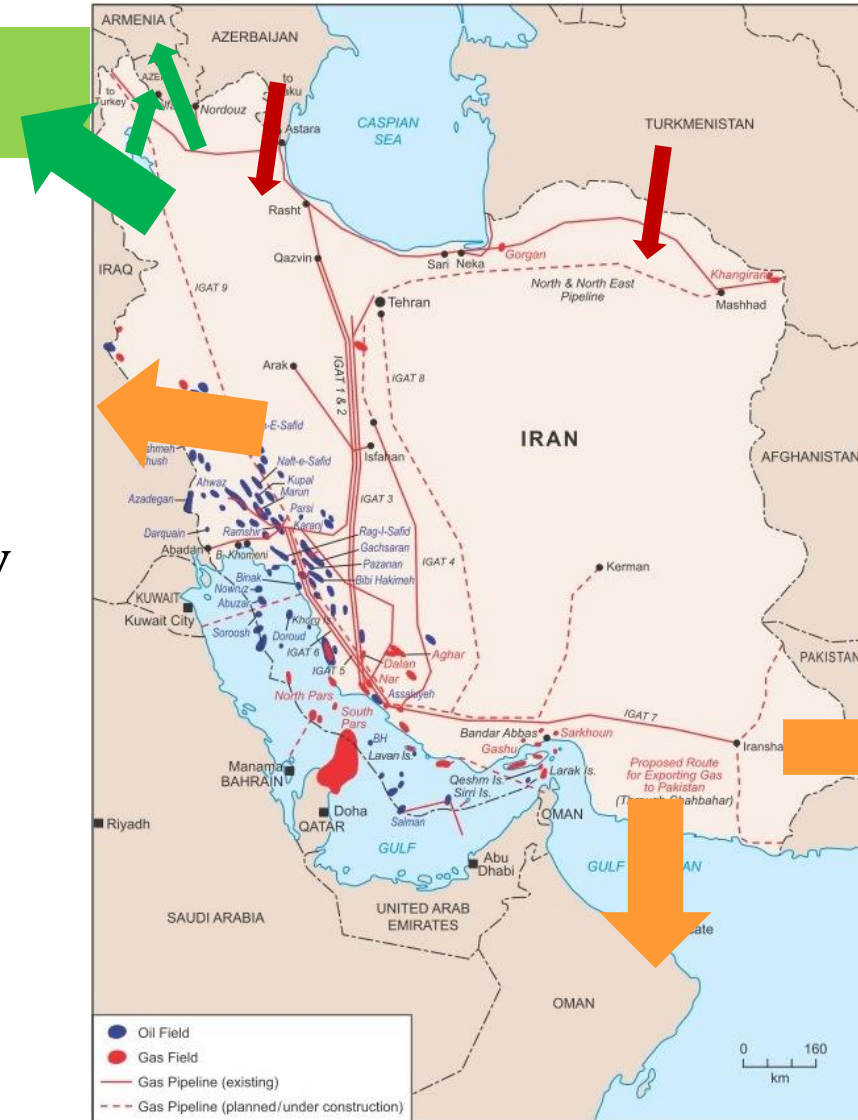 ARMENIA
AZERBAIJAN
to
Turkey
to
Nordouz
Astara
CASPIAN
SEA
TURKMENISTAN
Rasht
IRAQ
Qazvin
Sari
Neka
Gorgan
Khangiran
Mashhad
IGAT 9
North & North East
Pipeline
Tehran
Arak
IGAT 1 & 2
IGAT 8
IRAN
AFGHANISTAN
Isfahan
Naft-e-Safid
Ahwaz
Kupal
Marun
IGAT 3
Azadegan
Parsi
Karanj
Ramshir
Rag-I-Safid
Gachsaran
Darquain
Abadan
B. Khomeni
Pazanan
IGAT 4
Bibi Hakimeh
Kerman
y
Binak
Nowruz
KUWAIT
Abuzar
Kuwait City
Soroosh
Doroud
Khorg Is.
IGAT 6
IGAT 5
Aghar
Dalan
Nar
Assaluyeh
PAKISTAN
North Pars
South
Pars
IGAT 7
BH
Lavan Is.
Bandar Abbas
Sarkhoun
Gashu
Manama
BAHRAIN
Qeshm Is.
Sirri Is.
Larak Is.
Proposed Route
for Exporting Gas
to Pakistan
Doha
QATAR
Salman
OMAN
Riyadh
GULF
Abu
Dhabi
GULF
SAUDI ARABIA
UNITED ARAB
EMIRATES
OMAN
Oil Field
Gas Field
Gas Pipeline (existing)
Gas Pipeline (planned/under construction)
0 160
km